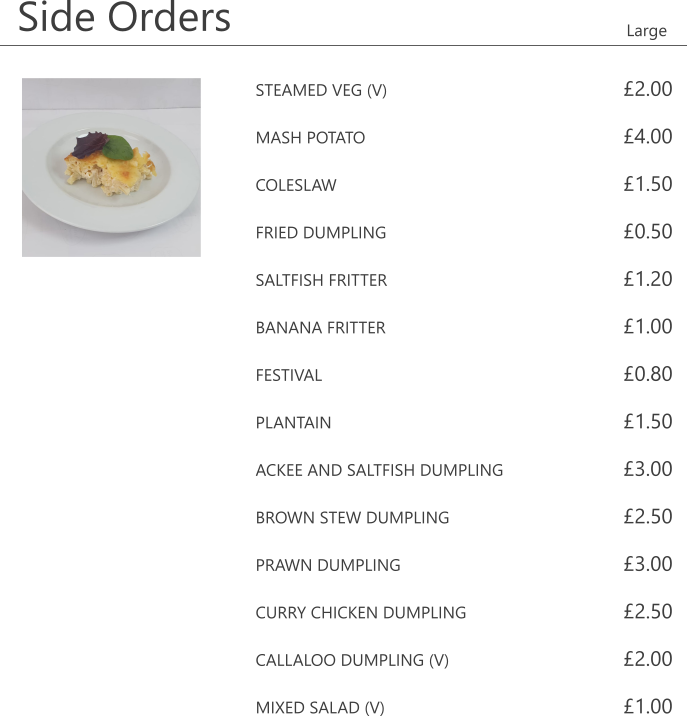 Side Orders
Large
STEAMED VEG (V) £2.00
MASH POTATO £4.00
COLESLAW £1.50
FRIED DUMPLING £0.50
SALTFISH FRITTER £1.20
BANANA FRITTER £1.00
FESTIVAL £0.80
PLANTAIN £1.50
ACKEE AND SALTFISH DUMPLING £3.00
BROWN STEW DUMPLING £2.50
PRAWN DUMPLING £3.00
CURRY CHICKEN DUMPLING £2.50
CALLALOO DUMPLING (V) £2.00
MIXED SALAD (V) £1.00